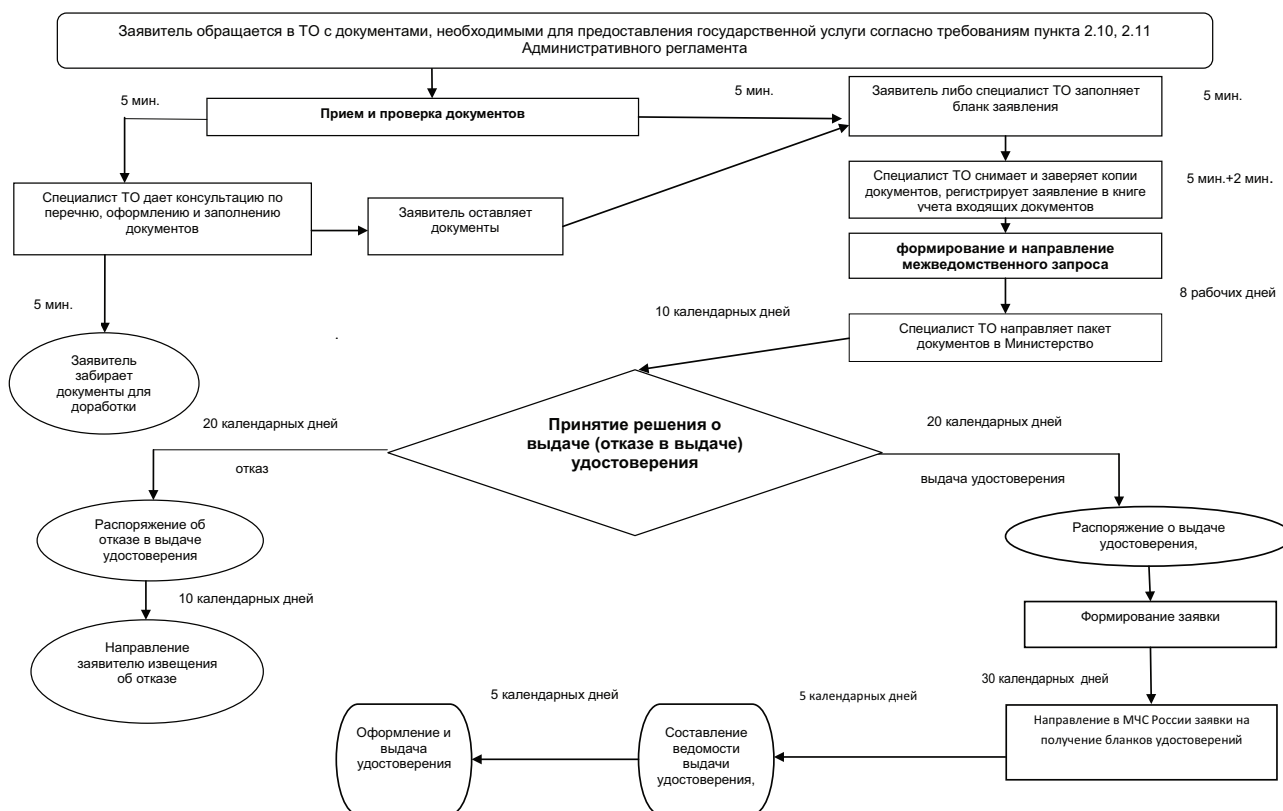 Заявитель обращается в ТО с документами, необходимыми для предоставления государственной услуги согласно требованиям пункта 2.10, 2.11
Административного регламента
5 мин.
Прием и проверка документов
5 мин.
Заявитель либо специалист ТО заполняет
бланк заявления
5 мин.
Специалист ТО дает консультацию по
перечню, оформлению и заполнению
документов
Заявитель оставляет
документы
Специалист ТО снимает и заверяет копии
документов, регистрирует заявление в книге
учета входящих документов
5 мин.+2 мин.
формирование и направление
межведомственного запроса
8 рабочих дней
5 мин.
10 календарных дней
Специалист ТО направляет пакет
документов в Министерство
Заявитель
забирает
документы для
доработки
20 календарных дней
Принятие решения о
выдаче (отказе в выдаче)
удостоверения
20 календарных дней
отказ
выдача удостоверения
Распоряжение об
отказе в выдаче
удостоверения
Распоряжение о выдаче
удостоверения,
10 календарных дней
Формирование заявки
Направление
заявителю извещения
об отказе
30 календарных дней
5 календарных дней
5 календарных дней
Оформление и
выдача
удостоверения
Составление
ведомости
выдачи
удостоверения,
Направление в МЧС России заявки на
получение бланков удостоверений